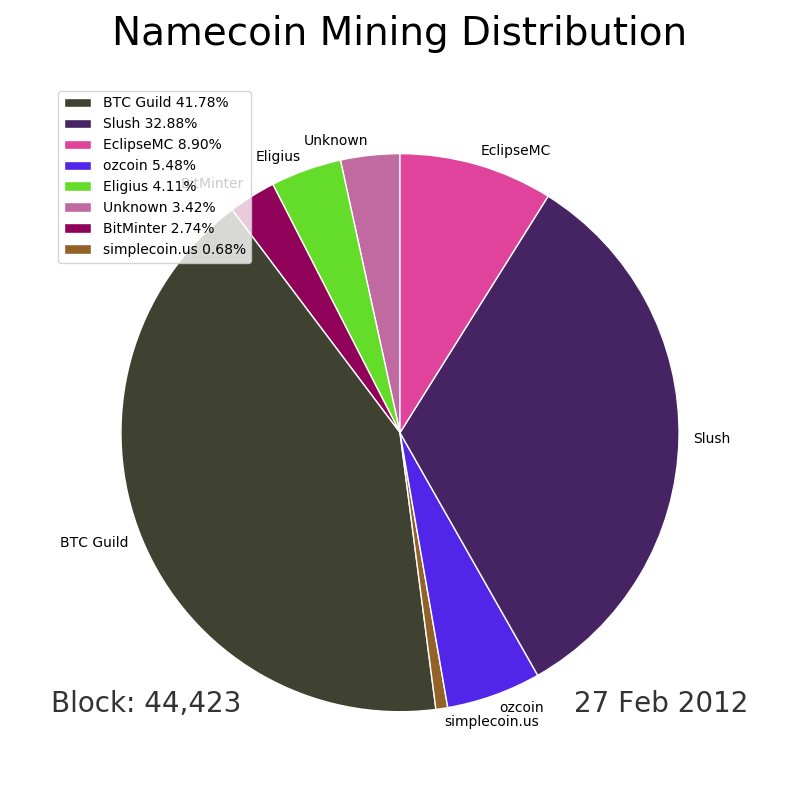 Namecoin Mining Distribution
BTC Guild 41.78%
Slush 32.88%
EclipseMC 8.90%
ozcoin 5.48%
Eligius 4.11%
Unknown 3.42%
BitMinter 2.74%
simplecoin.us 0.68%
Unknown
EclipseMC
Eligius
BitMinter
Slush
BTC Guild
ozcoin
simplecoin.us
Block: 44,423
27 Feb 2012